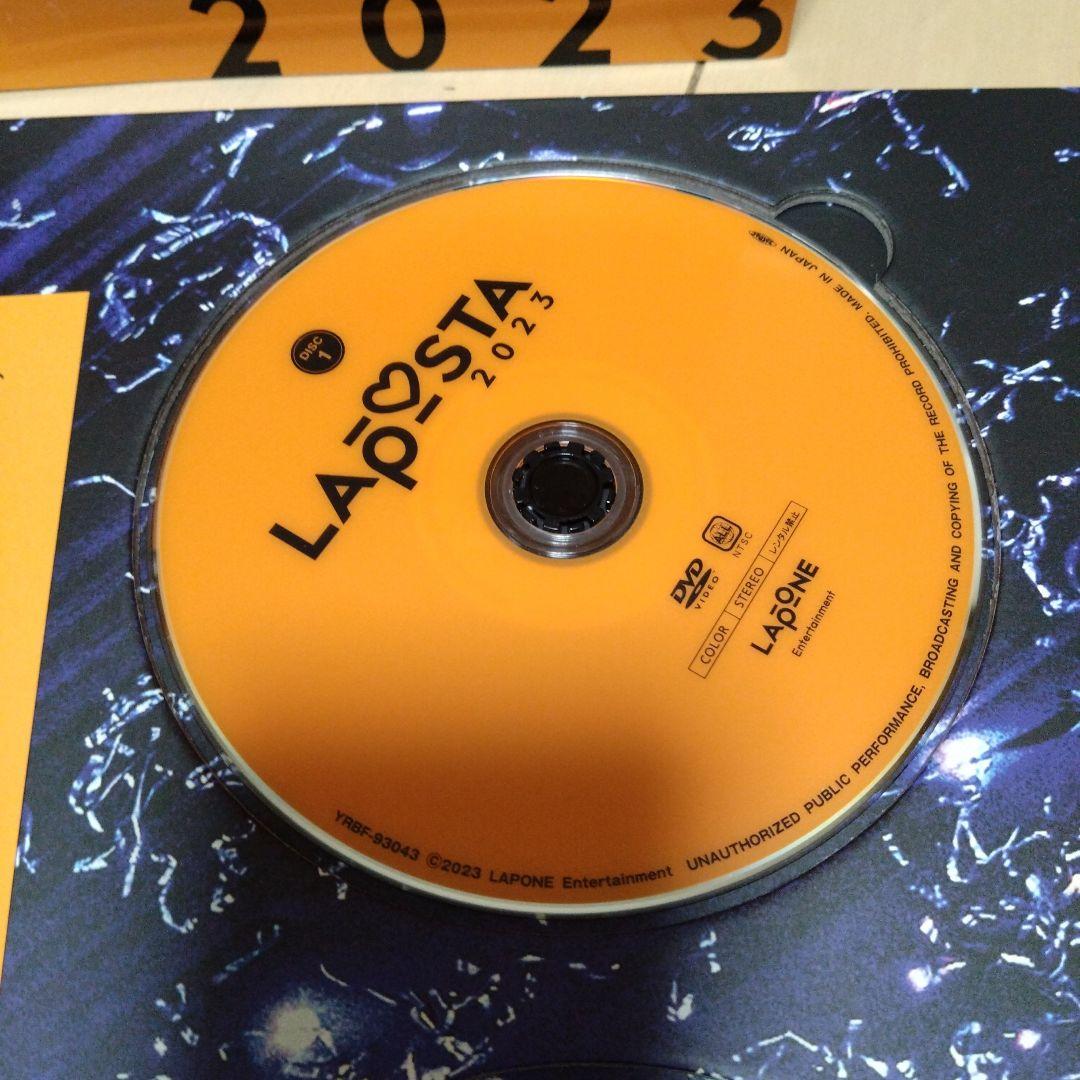 2023
DISC
1
LAPOSTA
2023
DVD
VIDEO
ALL
NTSC
COLOR STEREO レンタル禁止
LAPONE
Entertainment
YRBF-93043 ©2023 LAPONE Entertainment UNAUTHORIZED PUBLIC PERFORMANCE, BROADCASTING AND COPYING OF THE RECORD PROHIBITED. MADE IN JAPAN